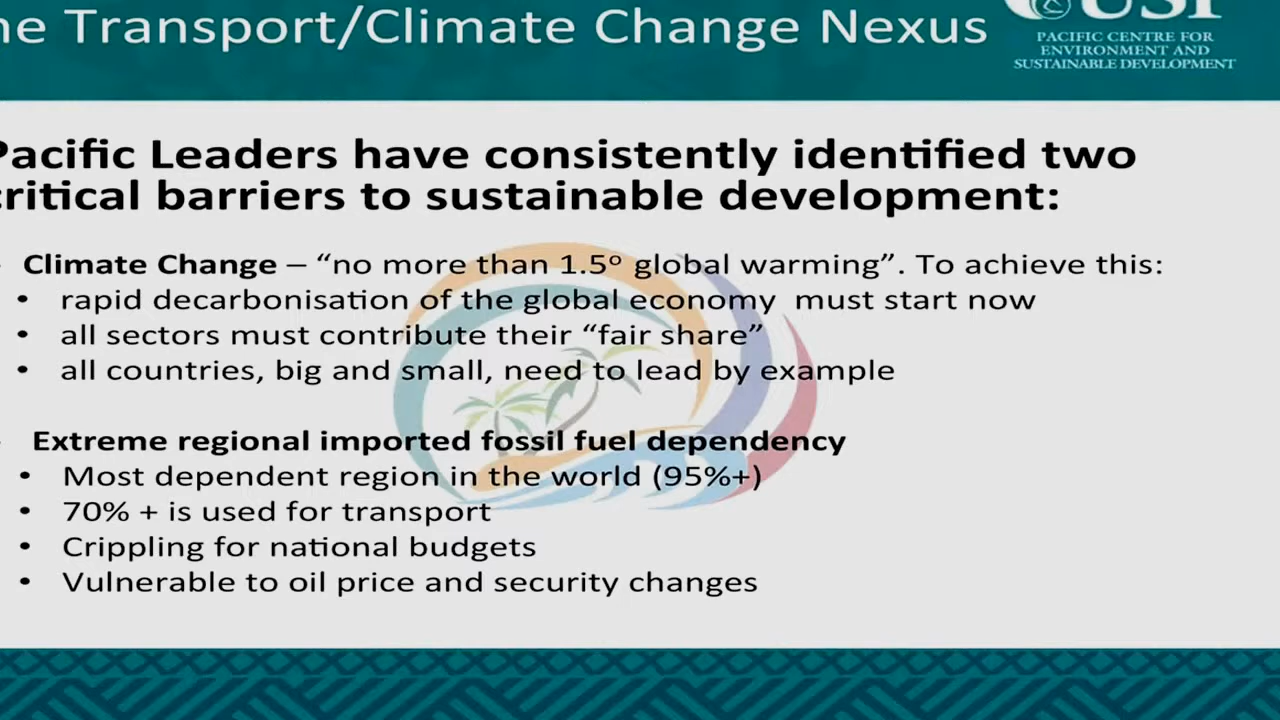 he Transport/Climate Change Nexus
USP
PACIFIC CENTRE FOR
ENVIRONMENT AND
SUSTAINABLE DEVELOPMENT
Pacific Leaders have consistently identified two
critical barriers to sustainable development:
Climate Change – “no more than 1.5º global warming”. To achieve this:
• rapid decarbonisation of the global economy must start now
• all sectors must contribute their “fair share”
• all countries, big and small, need to lead by example
Extreme regional imported fossil fuel dependency
• Most dependent region in the world (95%+)
• 70% + is used for transport
• Crippling for national budgets
• Vulnerable to oil price and security changes